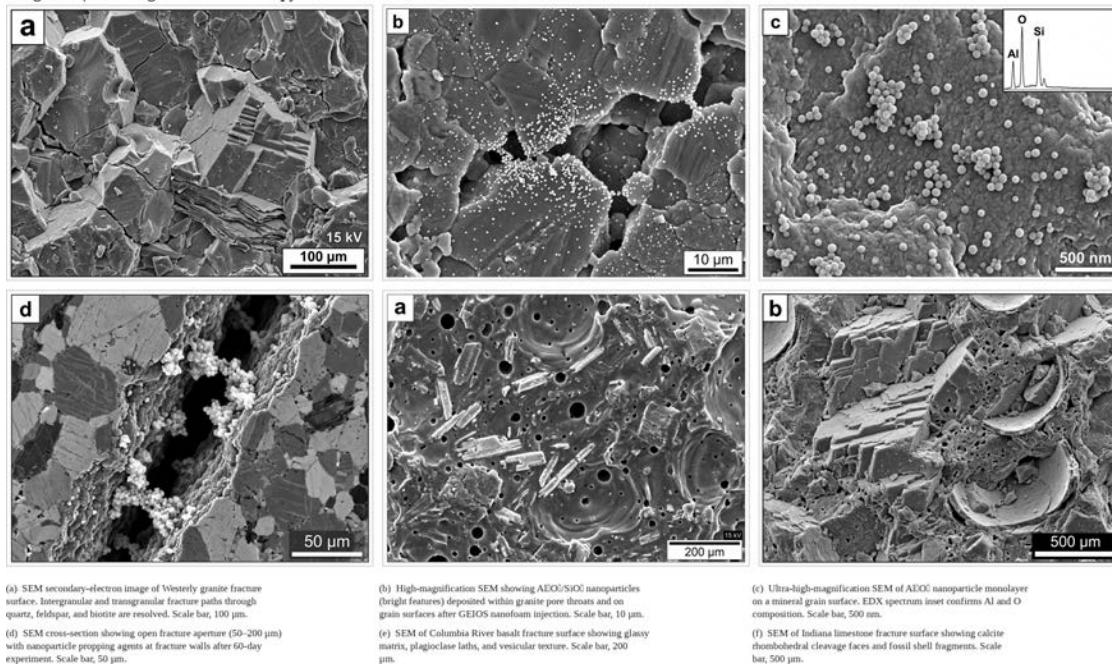 a
15 kV
100 µm
b
10 µm
c
O
Si
Al
500 nm
d
50 µm
a
15 kV
200 µm
b
500 µm
(a) SEM secondary-electron image of Westerly granite fracture
surface. Intergranular and transgranular fracture paths through
quartz, feldspar, and biotite are resolved. Scale bar, 100 µm.
(b) High-magnification SEM showing nanoparticles
(bright features) deposited within granite pore throats and on
grain surfaces after GEIOS nanofoam injection. Scale bar, 10 µm.
(c) Ultra-high-magnification SEM of nanoparticle monolayer
on a mineral grain surface. EDX spectrum inset confirms Al and O
composition. Scale bar, 500 nm.
(d) SEM cross-section showing open fracture aperture (50–200 µm)
with nanoparticle propping agents at fracture walls after 60-day
experiment. Scale bar, 50 µm.
(e) SEM of Columbia River basalt fracture surface showing glassy
matrix, plagioclase laths, and vesicular texture. Scale bar, 200
µm.
(f) SEM of Indiana limestone fracture surface showing calcite
rhombohedral cleavage faces and fossil shell fragments. Scale
bar, 500 µm.